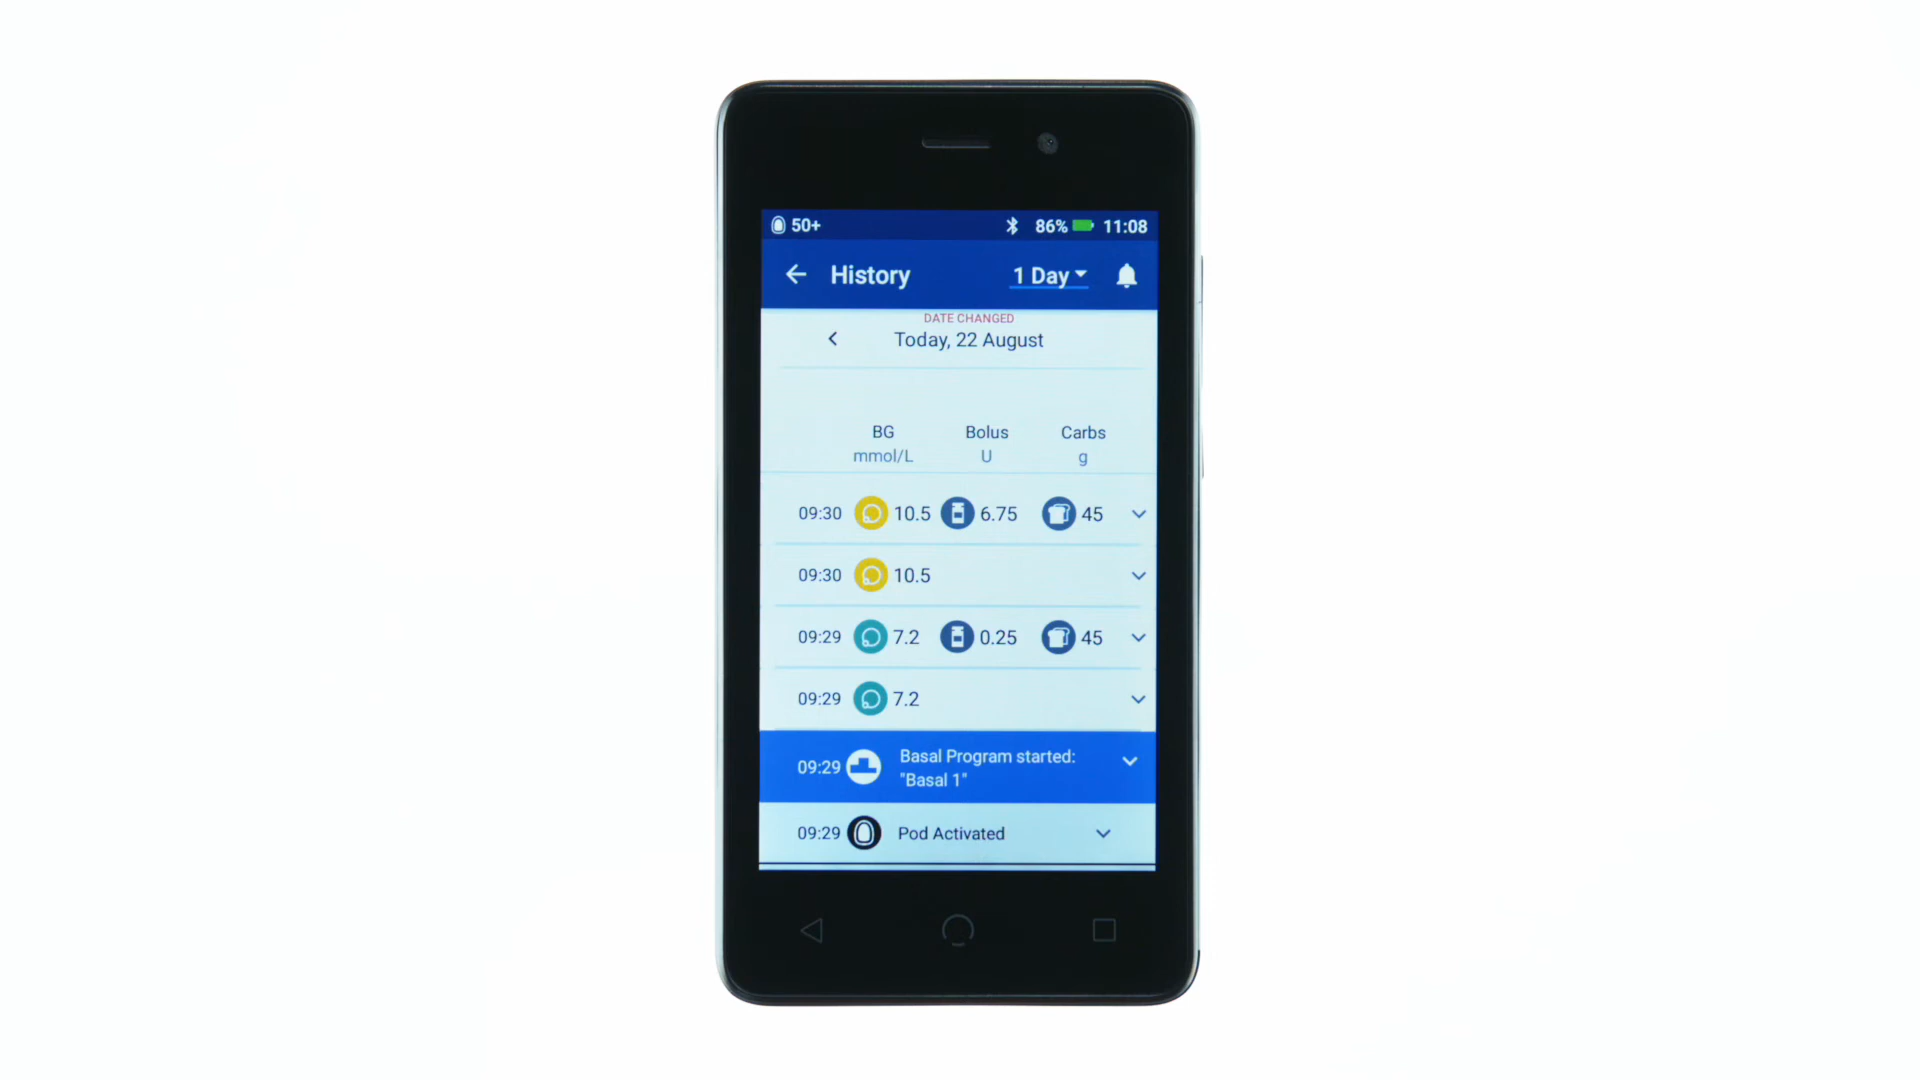 50+ 86% 11:08
History 1 Day
DATE CHANGED
Today, 22 August
BG Bolus Carbs
mmol/L U g
09:30 10.5 6.75 45
09:30 10.5
09:29 7.2 0.25 45
09:29 7.2
09:29 Basal Program started:
"Basal 1"
09:29 Pod Activated